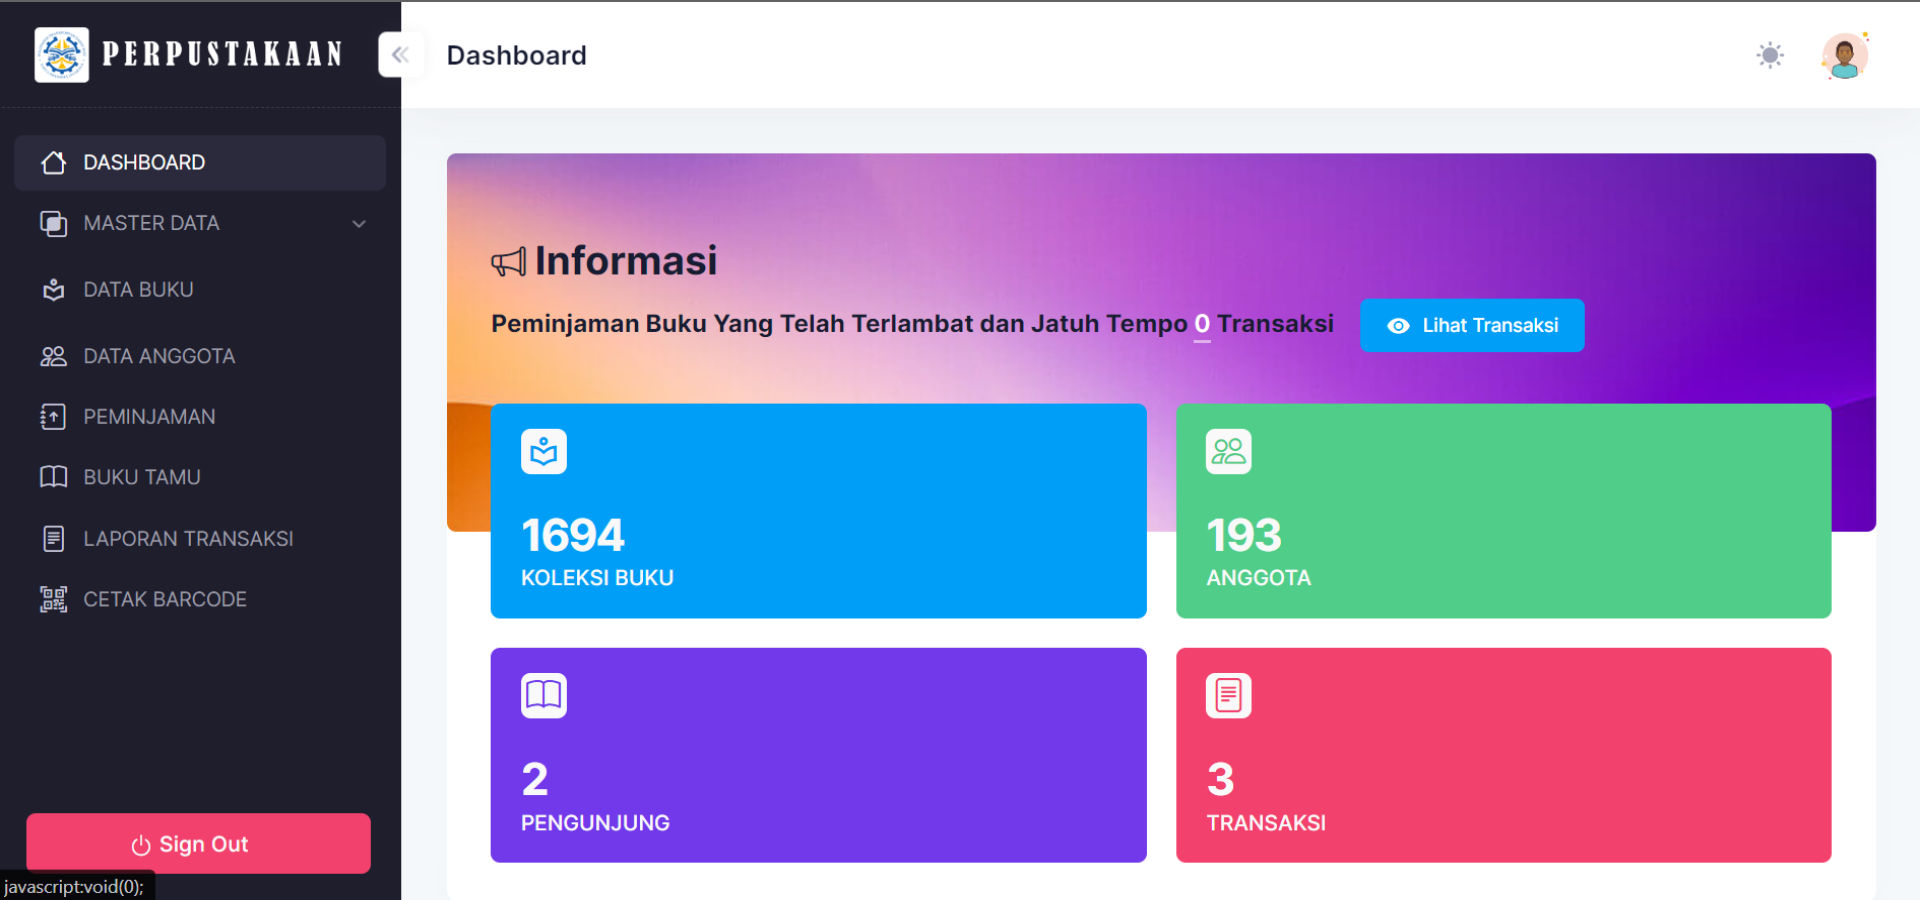 PERPUSTAKAAN
Dashboard
DASHBOARD
MASTER DATA
DATA BUKU
DATA ANGGOTA
PEMINJAMAN
BUKU TAMU
LAPORAN TRANSAKSI
CETAK BARCODE
Sign Out
javascript:void(0);
Informasi
Peminjaman Buku Yang Telah Terlambat dan Jatuh Tempo 0 Transaksi
Lihat Transaksi
1694
KOLEKSI BUKU
193
ANGGOTA
2
PENGUNJUNG
3
TRANSAKSI